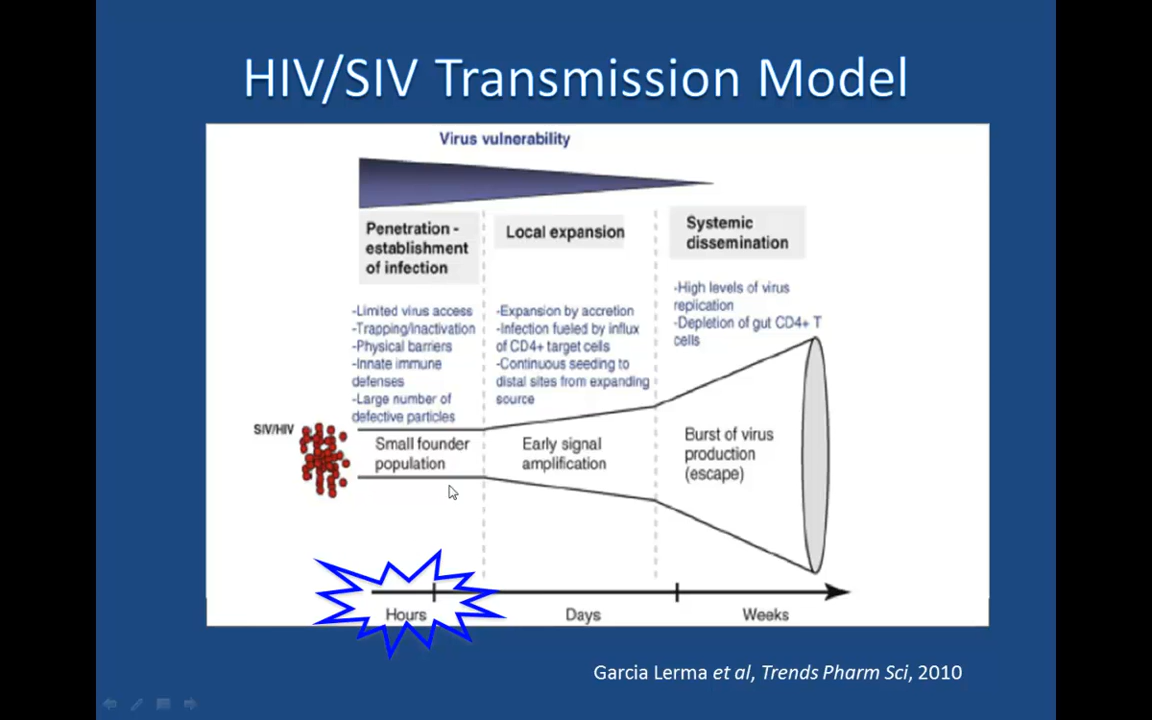 HIV/SIV Transmission Model
Virus vulnerability
Penetration -
establishment
of infection
-Limited virus access
-Trapping/Inactivation
-Physical barriers
-Innate immune
defenses
-Large number of
defective particles
Local expansion
-Expansion by accretion
-Infection fueled by influx
of CD4+ target cells
-Continuous seeding to
distal sites from expanding
source
Systemic
dissemination
-High levels of virus
replication
-Depletion of gut CD4+ T
cells
SIV/HIV
Small founder
population
Early signal
amplification
Burst of virus
production
(escape)
Hours
Days
Weeks
Garcia Lerma et al, Trends Pharm Sci, 2010